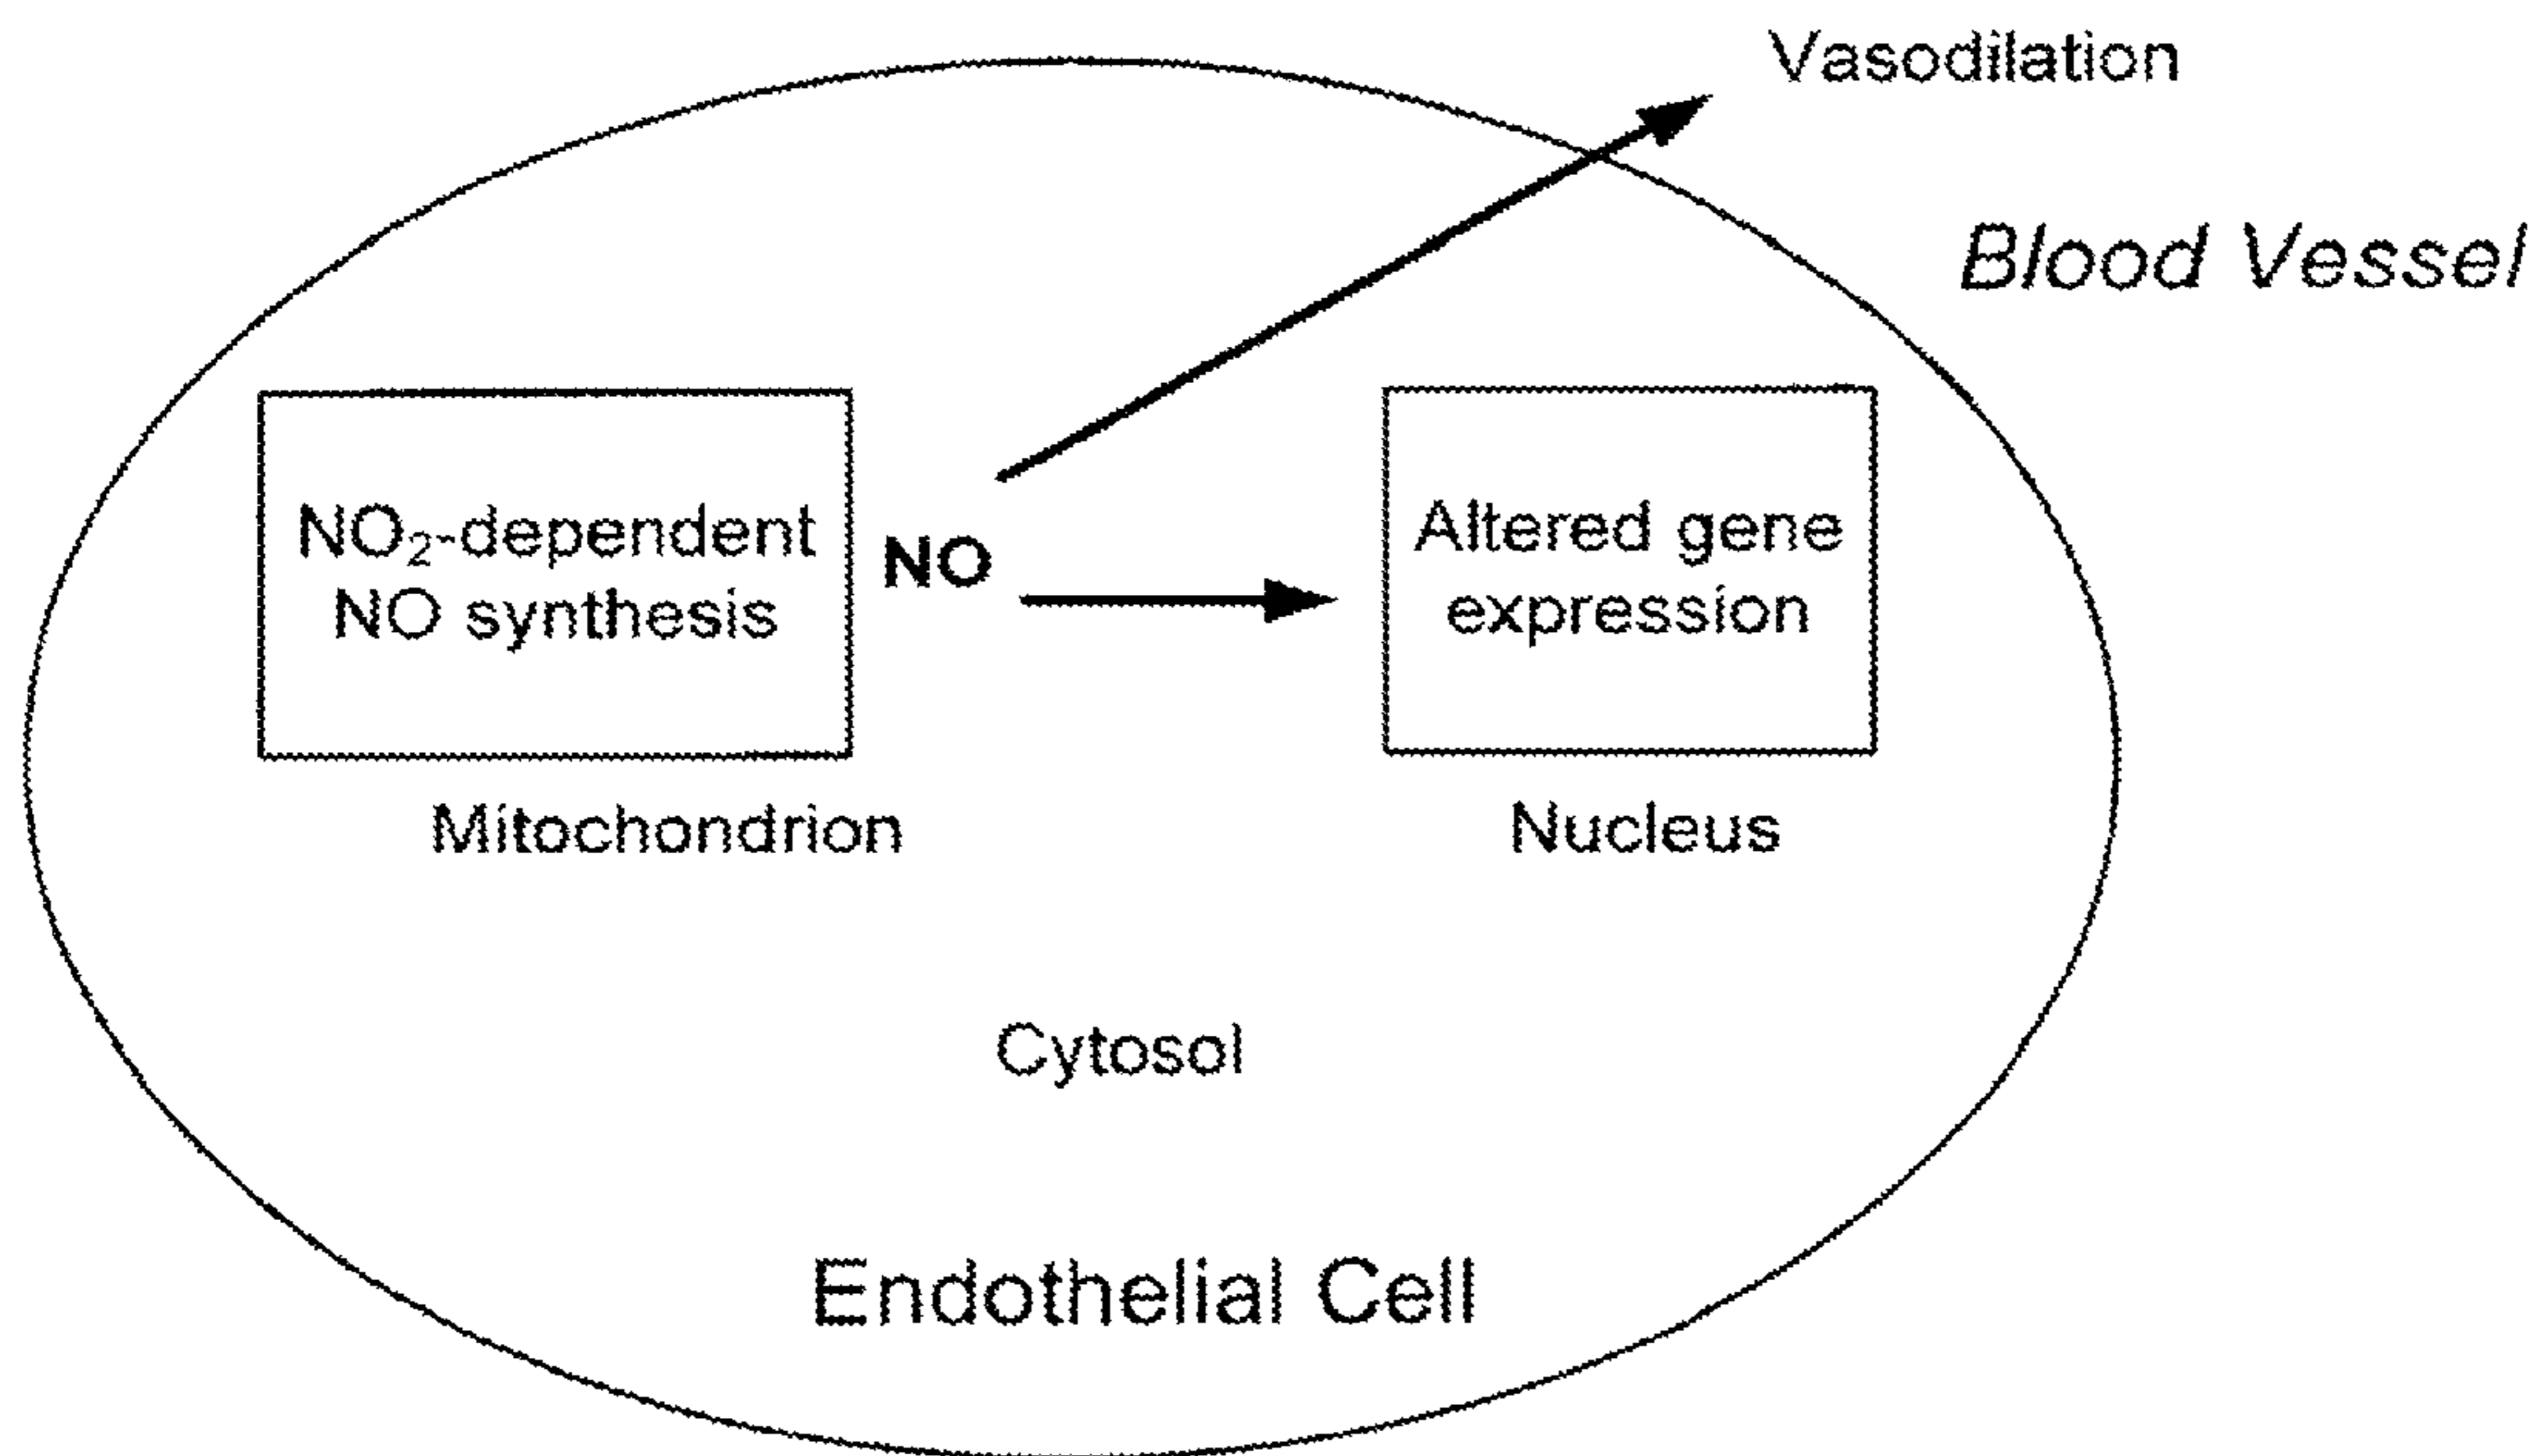 Vasodilation
Blood Vessel
NO₂-dependent
NO synthesis
NO
Altered gene
expression
Mitochondrion
Nucleus
Cytosol
Endothelial Cell